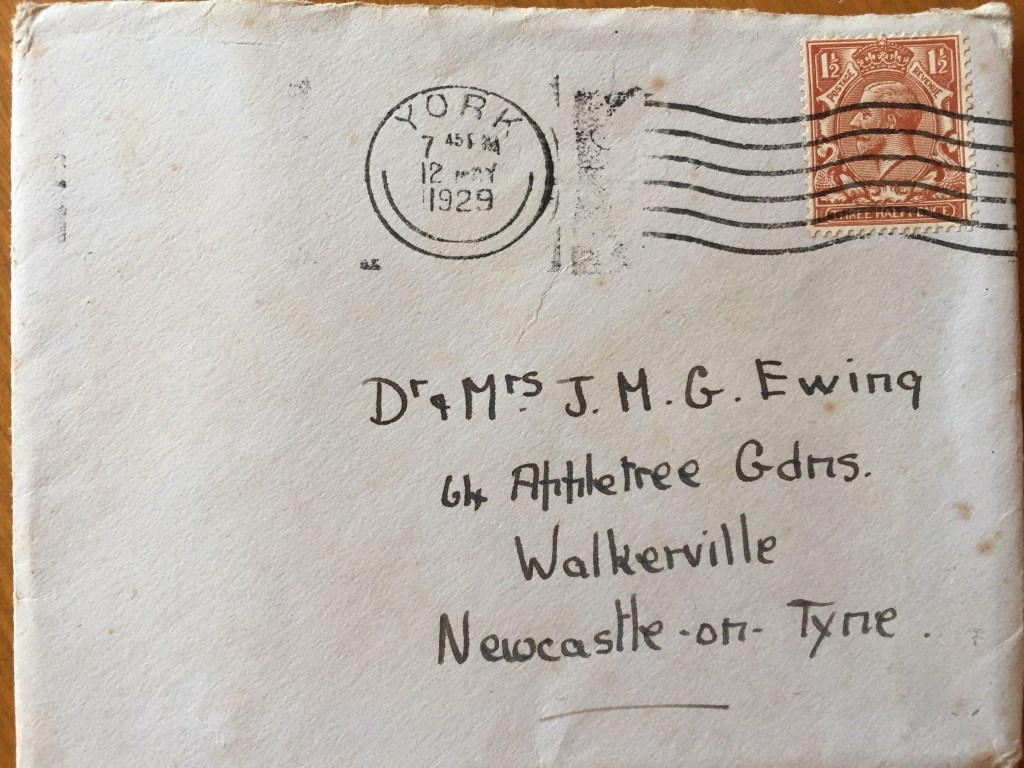 YORK
7 45 PM
12 MAY
1929
1½ 1½
POSTAGE REVENUE
THREE HALFPENCE
Dr & Mrs J. M. G. Ewing
64 Appletree Gdns.
Walkerville
Newcastle-on-Tyne.